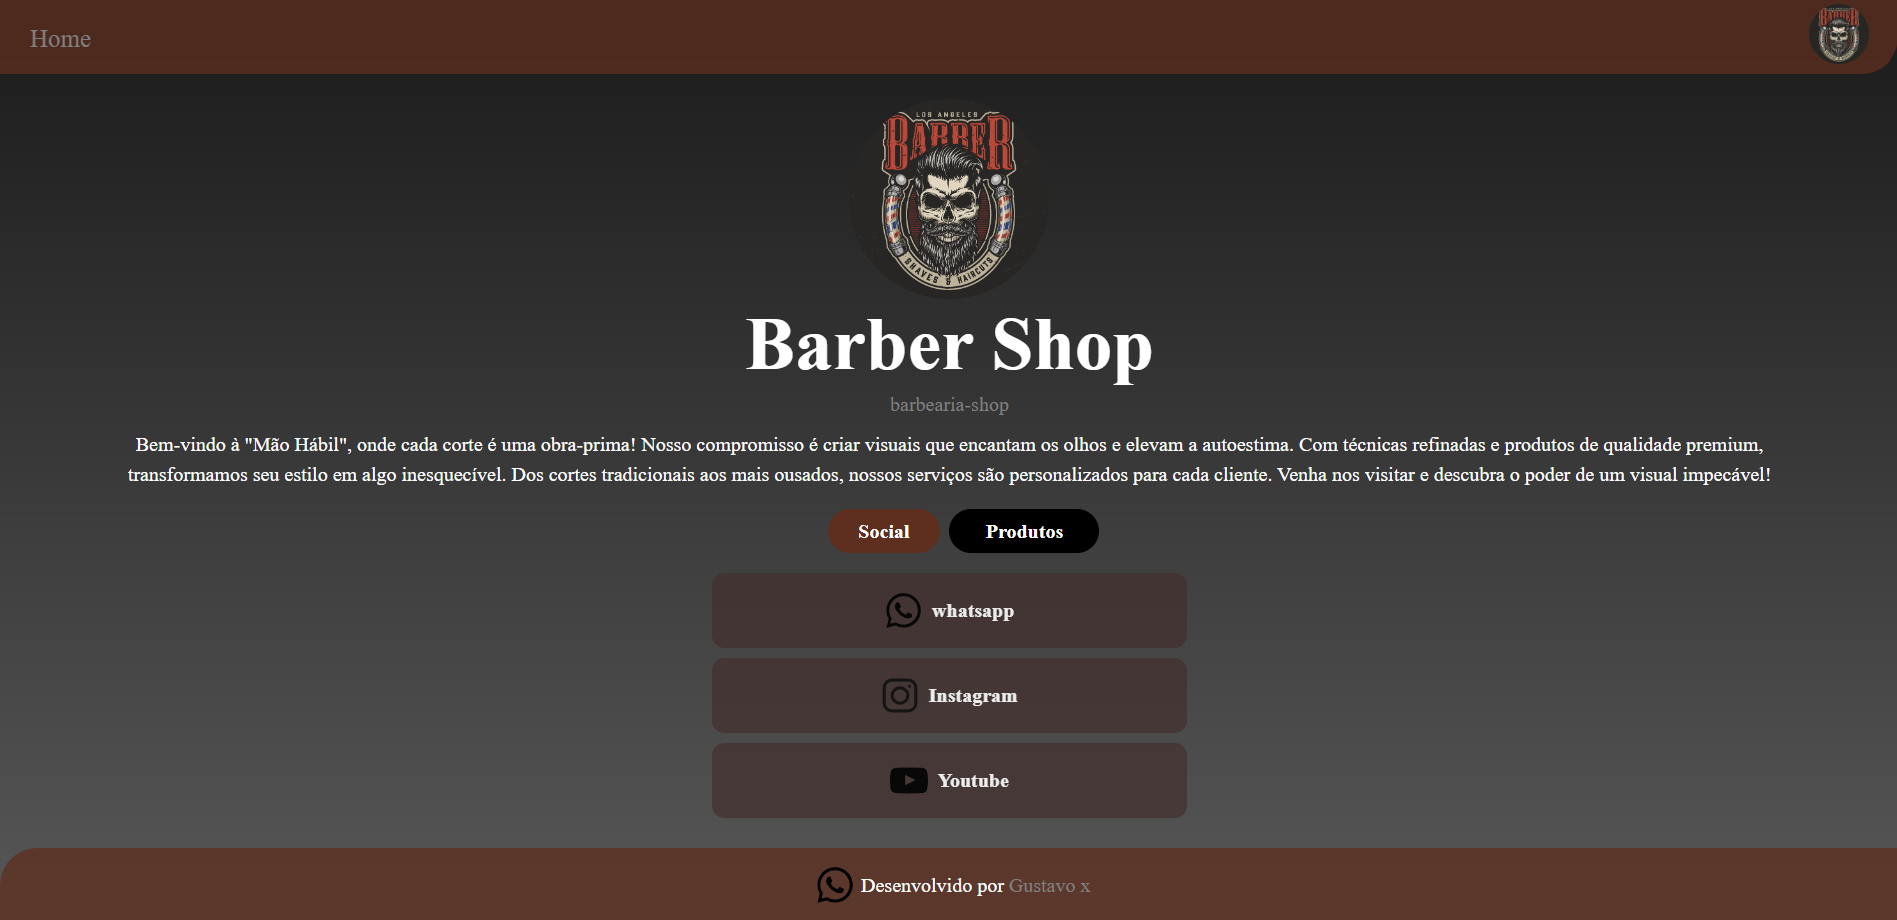 Home
BARBER
LOS ANGELES
BARBER
SHAVES & HAIRCUTS
Barber Shop
barbearia-shop
Bem-vindo à "Mão Hábil", onde cada corte é uma obra-prima! Nosso compromisso é criar visuais que encantam os olhos e elevam a autoestima. Com técnicas refinadas e produtos de qualidade premium,
transformamos seu estilo em algo inesquecível. Dos cortes tradicionais aos mais ousados, nossos serviços são personalizados para cada cliente. Venha nos visitar e descubra o poder de um visual impecável!
Social Produtos
whatsapp
Instagram
Youtube
Desenvolvido por Gustavo x